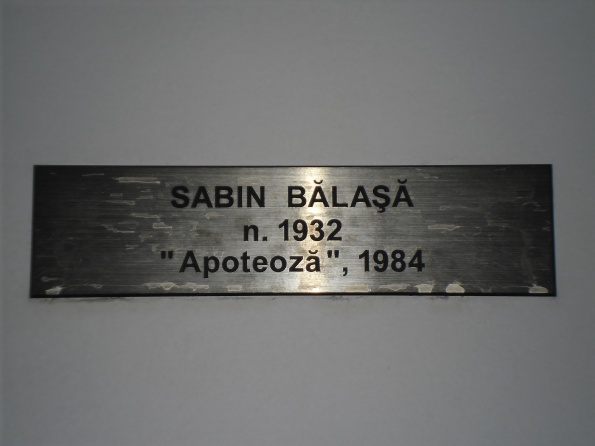 SABIN BĂLAŞĂ
n. 1932
"Apoteoză", 1984